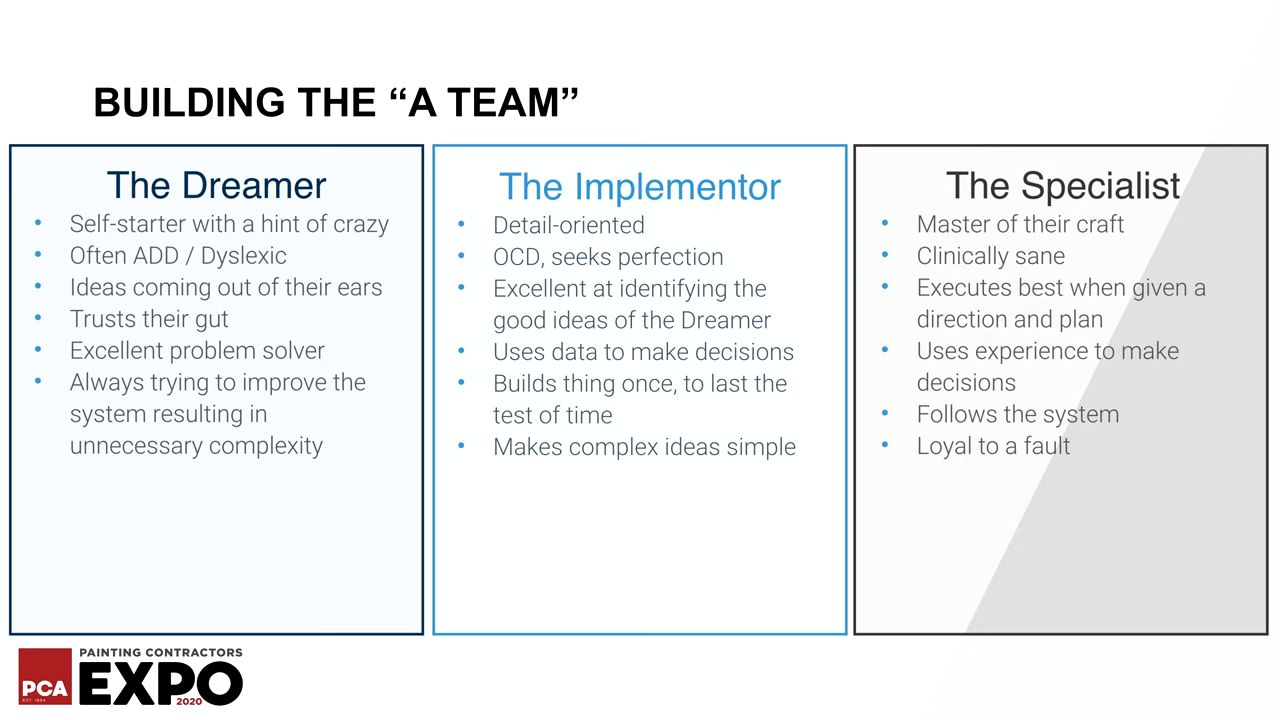 BUILDING THE “A TEAM”
The Dreamer
• Self-starter with a hint of crazy
• Often ADD / Dyslexic
• Ideas coming out of their ears
• Trusts their gut
• Excellent problem solver
• Always trying to improve the
system resulting in
unnecessary complexity
The Implementor
• Detail-oriented
• OCD, seeks perfection
• Excellent at identifying the
good ideas of the Dreamer
• Uses data to make decisions
• Builds thing once, to last the
test of time
• Makes complex ideas simple
The Specialist
• Master of their craft
• Clinically sane
• Executes best when given a
direction and plan
• Uses experience to make
decisions
• Follows the system
• Loyal to a fault
PCA
PAINTING CONTRACTORS
EXPO
2020